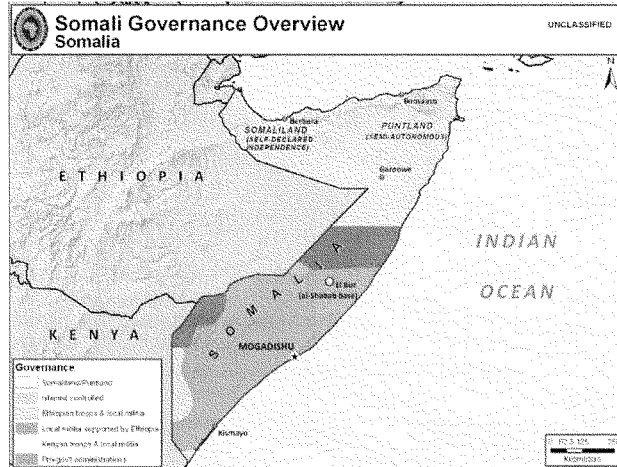 Somali Governance Overview
Somalia
UNCLASSIFIED
N
Berbera
SOMALILAND
(SELF-DECLARED
INDEPENDENCE)
PUNTLAND
(SEMI-AUTONOMOUS)
Garoowe
ETHIOPIA
SOMALIA
INDIAN
OCEAN
El Bur
(al-Shabab base)
KENYA
MOGADISHU
Kismayo
Governance
Somaliland/Puntland
Islamist controlled
Ethiopian troops & local militia
Local militia supported by Ethiopia
Kenyan troops & local militia
Pro-govt administrations
Kilometers